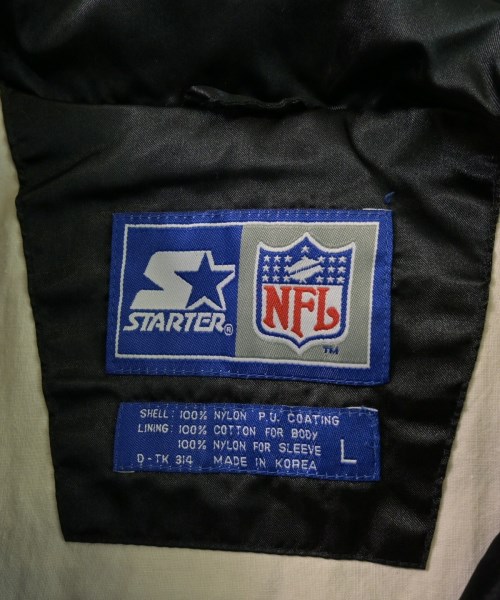 STARTER®
NFL
TM
SHELL: 100% NYLON P.U. COATING
LINING: 100% COTTON FOR BODY
100% NYLON FOR SLEEVE
D-TK 314 MADE IN KOREA
L